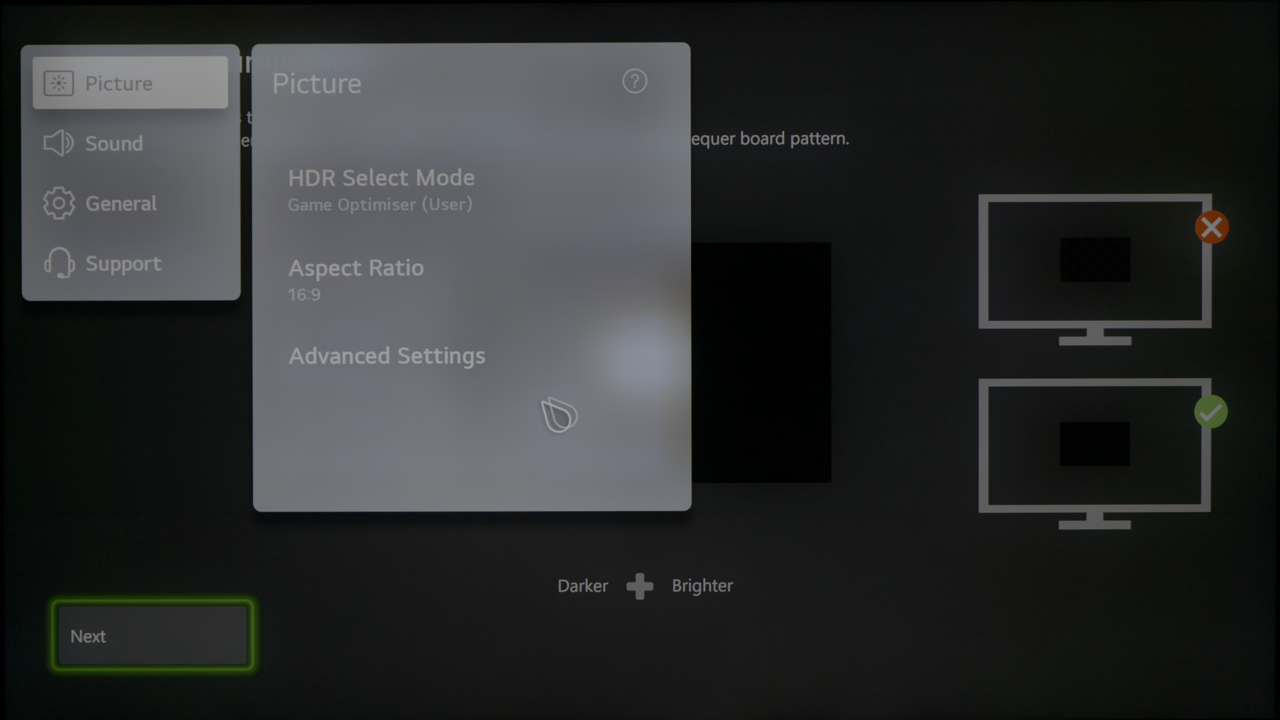 Picture
Sound
General
Support
Picture
?
HDR Select Mode
Game Optimiser (User)
Aspect Ratio
16:9
Advanced Settings
equer board pattern.
Darker
Brighter
Next